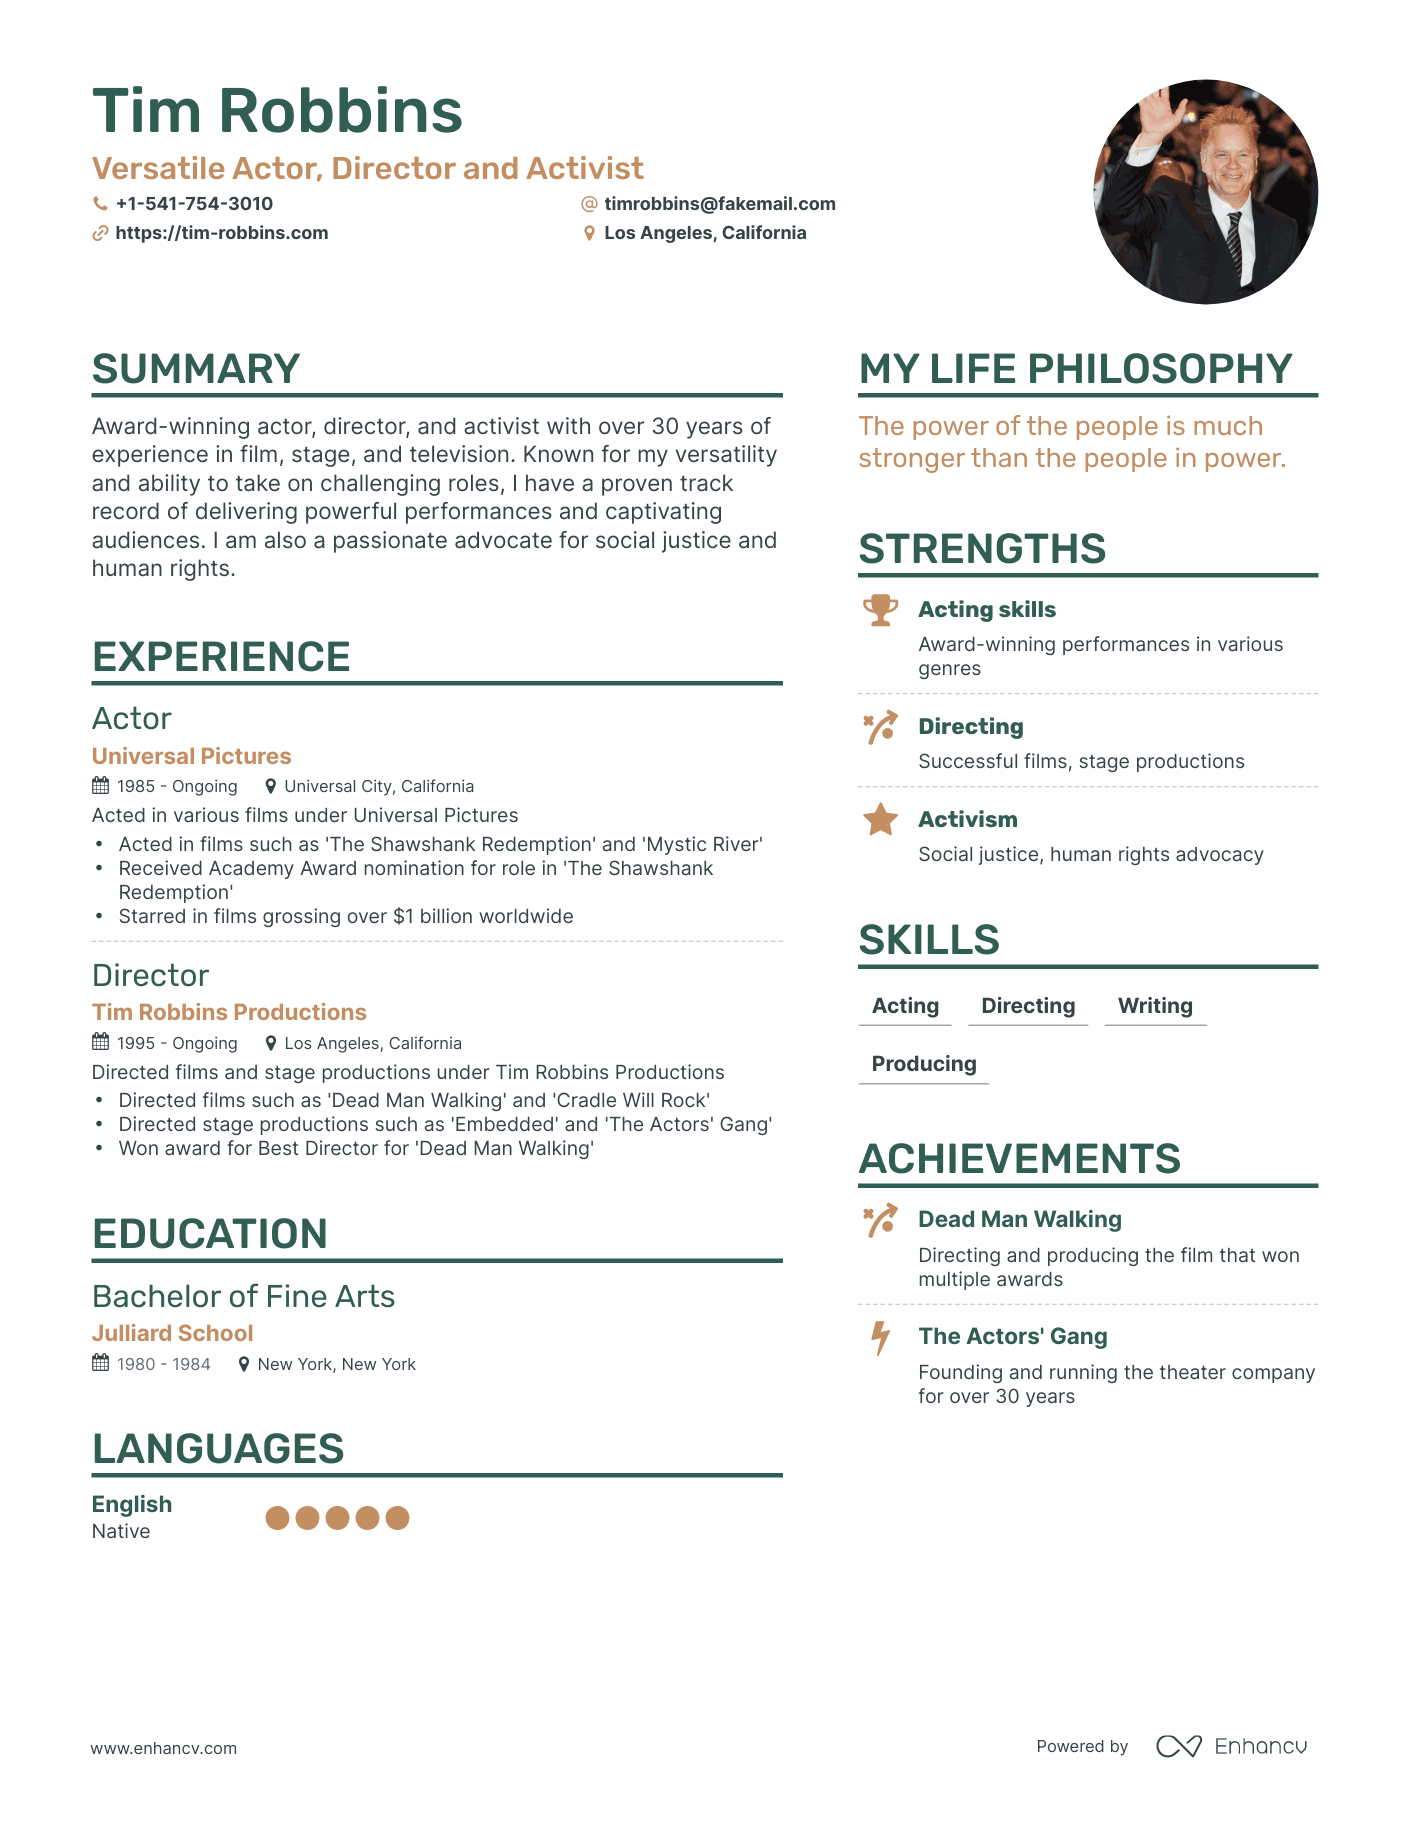 Tim Robbins
Versatile Actor, Director and Activist
+1-541-754-3010
timrobbins@fakemail.com
https://tim-robbins.com
Los Angeles, California
SUMMARY
Award-winning actor, director, and activist with over 30 years of
experience in film, stage, and television. Known for my versatility
and ability to take on challenging roles, I have a proven track
record of delivering powerful performances and captivating
audiences. I am also a passionate advocate for social justice and
human rights.
EXPERIENCE
Actor
Universal Pictures
1985 - Ongoing Universal City, California
Acted in various films under Universal Pictures
• Acted in films such as 'The Shawshank Redemption' and 'Mystic River'
• Received Academy Award nomination for role in 'The Shawshank
Redemption'
• Starred in films grossing over $1 billion worldwide
Director
Tim Robbins Productions
1995 - Ongoing Los Angeles, California
Directed films and stage productions under Tim Robbins Productions
• Directed films such as 'Dead Man Walking' and 'Cradle Will Rock'
• Directed stage productions such as 'Embedded' and 'The Actors' Gang'
• Won award for Best Director for 'Dead Man Walking'
EDUCATION
Bachelor of Fine Arts
Julliard School
1980 - 1984 New York, New York
LANGUAGES
English
Native
MY LIFE PHILOSOPHY
The power of the people is much
stronger than the people in power.
STRENGTHS
Acting skills
Award-winning performances in various
genres
Directing
Successful films, stage productions
Activism
Social justice, human rights advocacy
SKILLS
Acting Directing Writing
Producing
ACHIEVEMENTS
Dead Man Walking
Directing and producing the film that won
multiple awards
The Actors' Gang
Founding and running the theater company
for over 30 years
www.enhancv.com
Powered by Enhancv